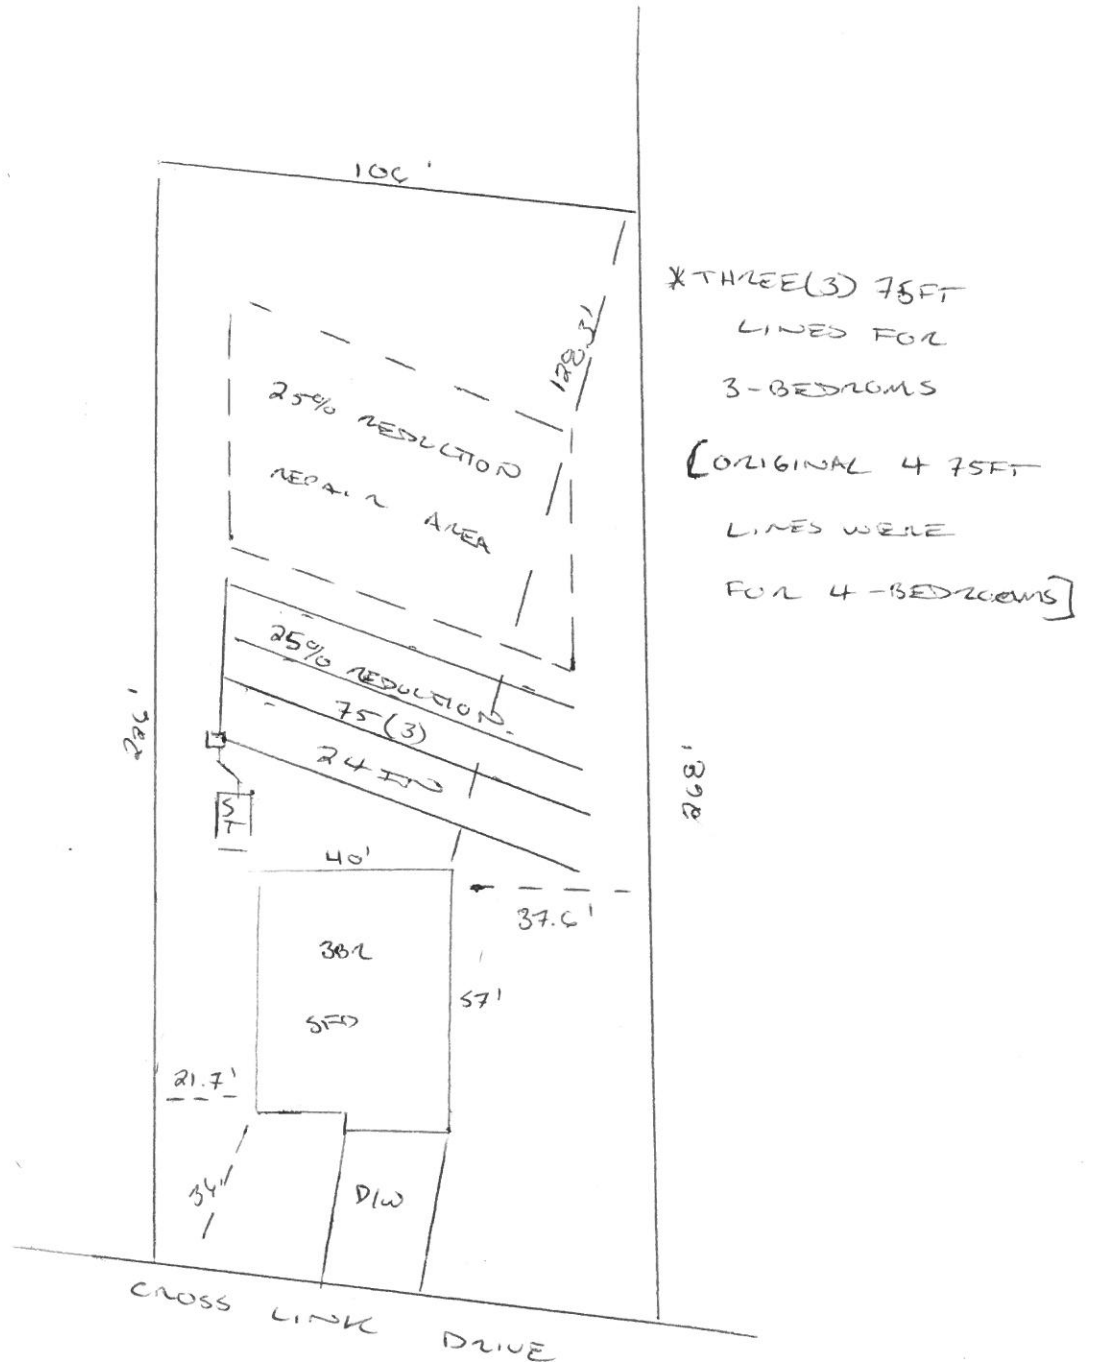 106'
*THREE(3) 75FT
LINES FOR
3-BEDROMS
[ORIGINAL 4 75FT
LINES WERE
FOR 4-BEDROOMS]
128.3'
25% REDUCTION
REPAIR AREA
25% REDUCTION
75(3)
24 IN
226'
268'
ST
40'
37.6'
3BR
SFD
57'
21.7'
34'
D/W
CROSS LINK DRIVE